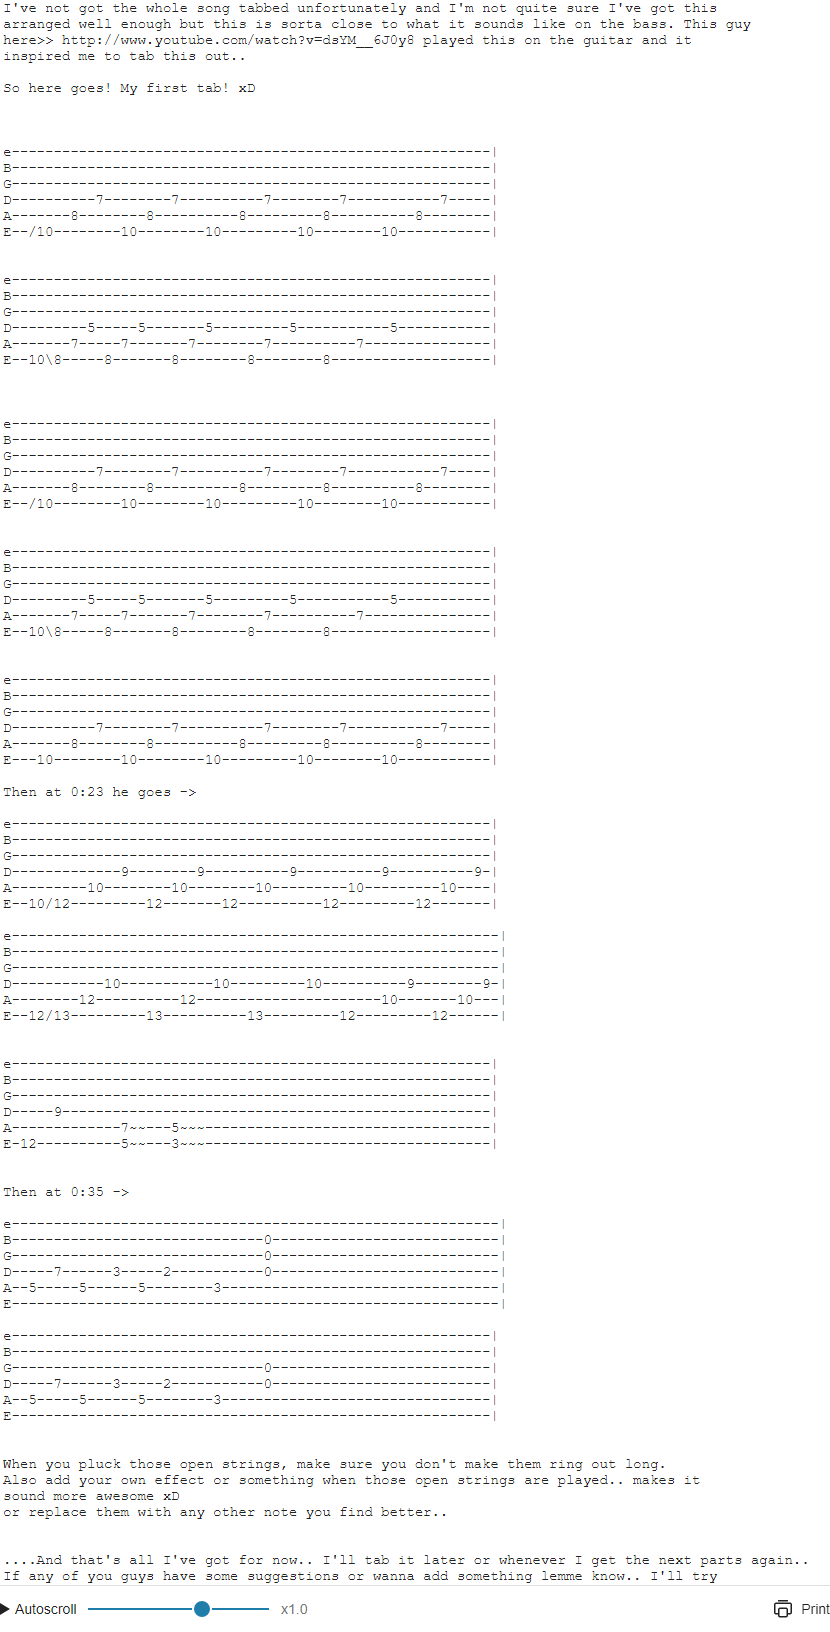 I've not got the whole song tabbed unfortunately and I'm not quite sure I've got this
arranged well enough but this is sorta close to what it sounds like on the bass. This guy
here>> http://www.youtube.com/watch?v=dsYM__6J0y8 played this on the guitar and it
inspired me to tab this out..
So here goes! My first tab! xD
e---------------------------------------------------------|
B---------------------------------------------------------|
G---------------------------------------------------------|
D----------7--------7----------7--------7-----------7-----|
A-------8--------8----------8---------8----------8--------|
E--/10--------10--------10---------10--------10-----------|
e---------------------------------------------------------|
B---------------------------------------------------------|
G---------------------------------------------------------|
D---------5-----5-------5---------5-----------5-----------|
A-------7-----7-------7--------7----------7---------------|
E--10\8-----8-------8--------8--------8-------------------|
e---------------------------------------------------------|
B---------------------------------------------------------|
G---------------------------------------------------------|
D----------7--------7----------7--------7-----------7-----|
A-------8--------8----------8---------8----------8--------|
E--/10--------10--------10---------10--------10-----------|
e---------------------------------------------------------|
B---------------------------------------------------------|
G---------------------------------------------------------|
D---------5-----5-------5---------5-----------5-----------|
A-------7-----7-------7--------7----------7---------------|
E--10\8-----8-------8--------8--------8-------------------|
e---------------------------------------------------------|
B---------------------------------------------------------|
G---------------------------------------------------------|
D----------7--------7----------7--------7-----------7-----|
A-------8--------8----------8---------8----------8--------|
E---10--------10--------10---------10--------10-----------|
Then at 0:23 he goes ->
e---------------------------------------------------------|
B---------------------------------------------------------|
G---------------------------------------------------------|
D-------------9--------9----------9----------9----------9-|
A---------10--------10--------10---------10---------10----|
E--10/12---------12-------12----------12---------12-------|
e----------------------------------------------------------|
B----------------------------------------------------------|
G----------------------------------------------------------|
D-----------10-----------10---------10----------9--------9-|
A--------12----------12----------------------10-------10---|
E--12/13---------13----------13---------12---------12------|
e---------------------------------------------------------|
B---------------------------------------------------------|
G---------------------------------------------------------|
D-----9---------------------------------------------------|
A-------------7~~---5~~~----------------------------------|
E-12----------5~~---3~~~----------------------------------|
Then at 0:35 ->
e----------------------------------------------------------|
B------------------------------0---------------------------|
G------------------------------0---------------------------|
D-----7------3-----2-----------0---------------------------|
A--5-----5------5--------3---------------------------------|
E----------------------------------------------------------|
e---------------------------------------------------------|
B---------------------------------------------------------|
G------------------------------0--------------------------|
D-----7------3-----2-----------0--------------------------|
A--5-----5------5--------3--------------------------------|
E---------------------------------------------------------|
When you pluck those open strings, make sure you don't make them ring out long.
Also add your own effect or something when those open strings are played.. makes it
sound more awesome xD
or replace them with any other note you find better..
....And that's all I've got for now.. I'll tab it later or whenever I get the next parts again..
If any of you guys have some suggestions or wanna add something lemme know.. I'll try
Autoscroll x1.0 Print